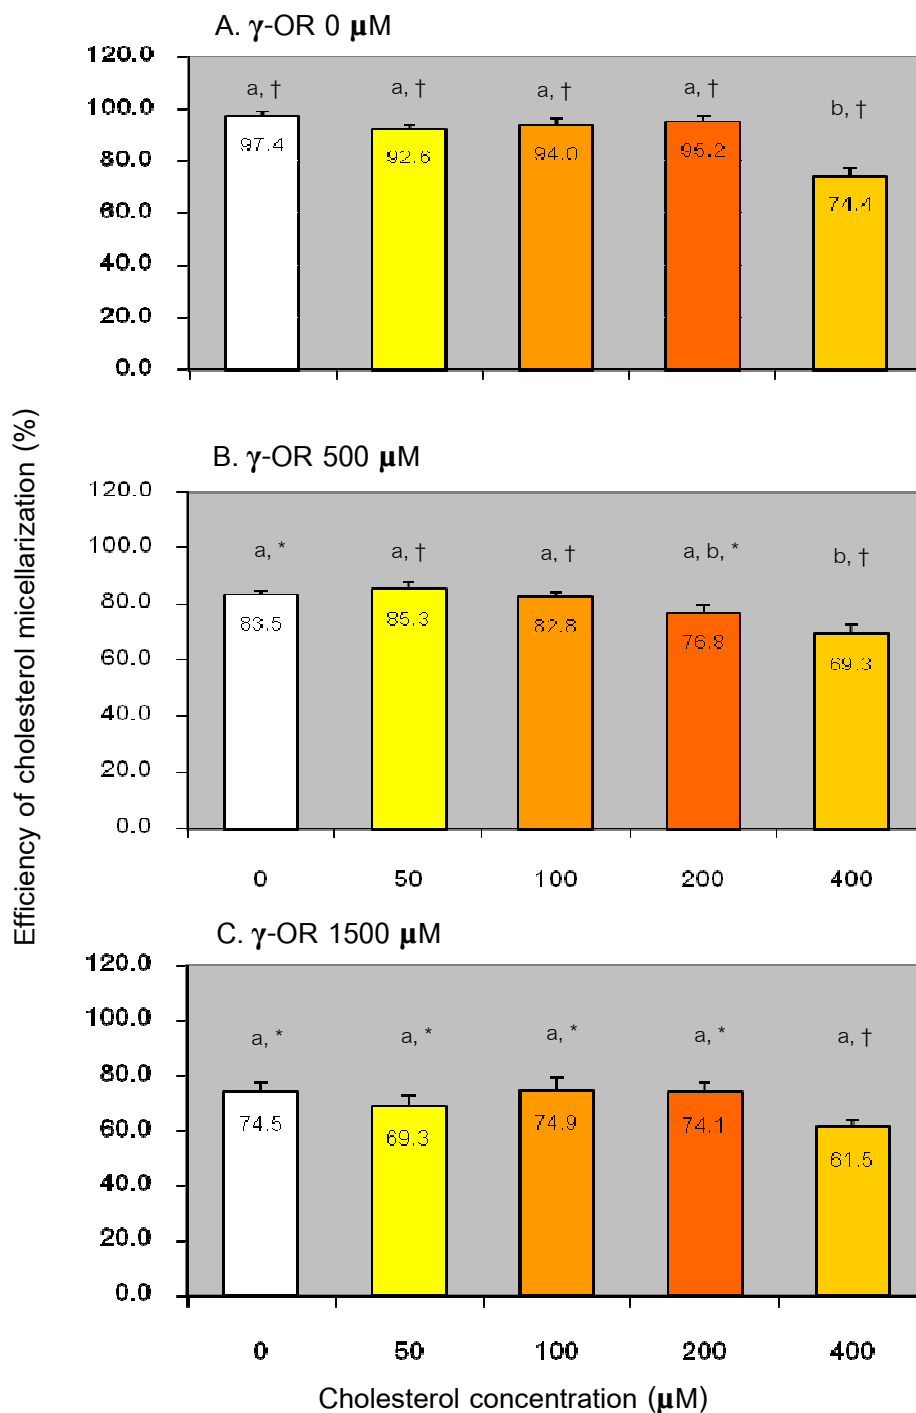 A. γ-OR 0 μM
120.0
100.0
80.0
60.0
40.0
20.0
0.0
a, † a, † a, † a, † b, †
97.4 92.6 94.0 95.2 74.4
Efficiency of cholesterol micellarization (%)
B. γ-OR 500 μM
120.0
100.0
80.0
60.0
40.0
20.0
0.0
a, * a, † a, † a, b, * b, †
83.5 85.3 82.8 76.8 69.3
0 50 100 200 400
C. γ-OR 1500 μM
120.0
100.0
80.0
60.0
40.0
20.0
0.0
a, * a, * a, * a, * a, †
74.5 69.3 74.9 74.1 61.5
0 50 100 200 400
Cholesterol concentration (μM)